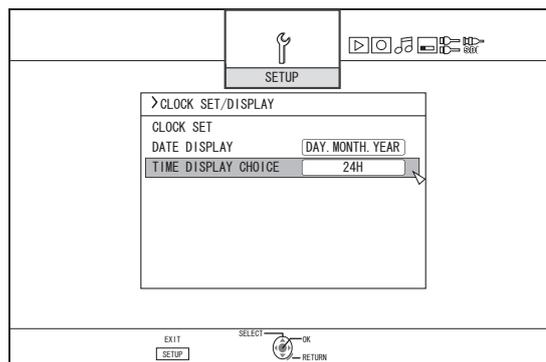 SETUP
>CLOCK SET/DISPLAY
CLOCK SET
DATE DISPLAY DAY.MONTH.YEAR
TIME DISPLAY CHOICE 24H
EXIT SELECT OK
SETUP RETURN